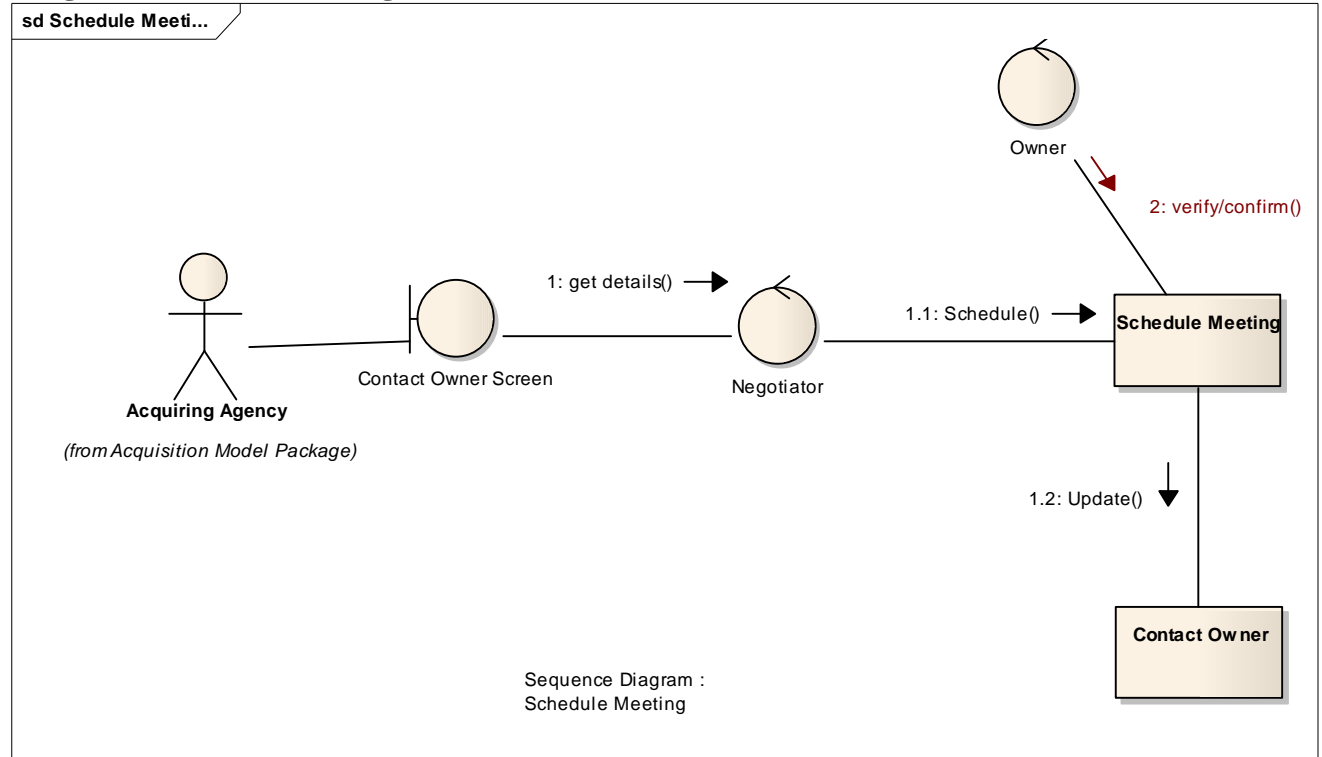 sd Schedule Meeti...
Owner
2: verify/confirm()
1: get details()
1.1: Schedule()
Schedule Meeting
Contact Owner Screen
Negotiator
Acquiring Agency
(from Acquisition Model Package)
1.2: Update()
Contact Owner
Sequence Diagram :
Schedule Meeting